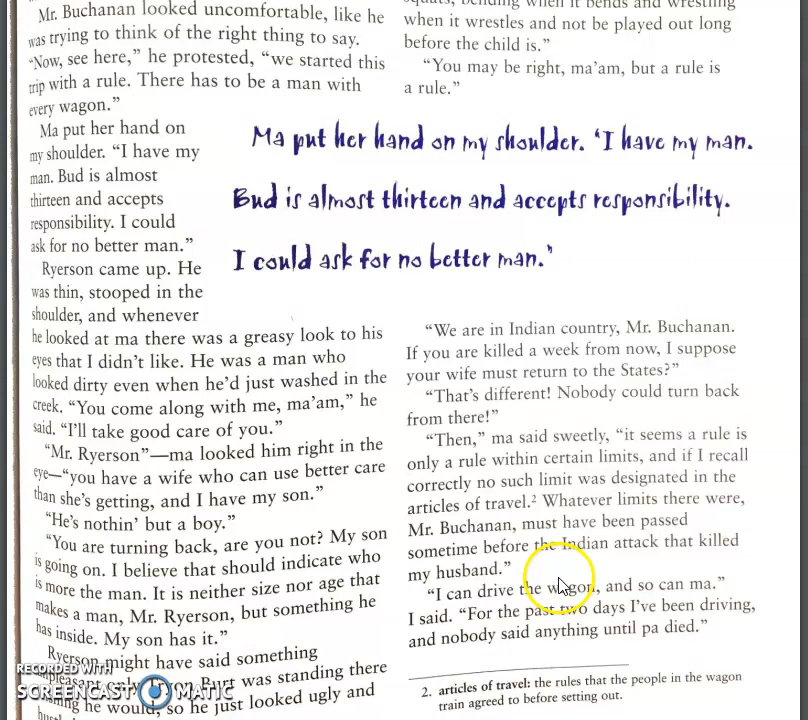 Mr. Buchanan looked uncomfortable, like he
was trying to think of the right thing to say.
“Now, see here,” he protested, “we started this
trip with a rule. There has to be a man with
every wagon.”
Ma put her hand on
my shoulder. “I have my
man. Bud is almost
thirteen and accepts
responsibility. I could
ask for no better man.”
Ryerson came up. He
was thin, stooped in the
shoulder, and whenever
he looked at ma there was a greasy look to his
eyes that I didn’t like. He was a man who
looked dirty even when he’d just washed in the
creek. “You come along with me, ma’am,” he
said. “I’ll take good care of you.”
“Mr. Ryerson”—ma looked him right in the
eye—“you have a wife who can use better care
than she’s getting, and I have my son.”
“He’s nothin’ but a boy.”
“You are turning back, are you not? My son
is going on. I believe that should indicate who
is more the man. It is neither size nor age that
makes a man, Mr. Ryerson, but something he
has inside. My son has it.”
Ryerson might have said something
only Tryon Burt was standing there
he would, so he just looked ugly and
bending when it bends and wrestling
when it wrestles and not be played out long
before the child is.”
“You may be right, ma’am, but a rule is
a rule.”
Ma put her hand on my shoulder. ‘I have my man.
Bud is almost thirteen and accepts responsibility.
I could ask for no better man.’
“We are in Indian country, Mr. Buchanan.
If you are killed a week from now, I suppose
your wife must return to the States?”
“That’s different! Nobody could turn back
from there!”
“Then,” ma said sweetly, “it seems a rule is
only a rule within certain limits, and if I recall
correctly no such limit was designated in the
articles of travel.² Whatever limits there were,
Mr. Buchanan, must have been passed
sometime before the Indian attack that killed
my husband.”
“I can drive the wagon, and so can ma.”
I said. “For the past two days I’ve been driving,
and nobody said anything until pa died.”
2. articles of travel: the rules that the people in the wagon
train agreed to before setting out.
RECORDED WITH
SCREENCAST MATIC